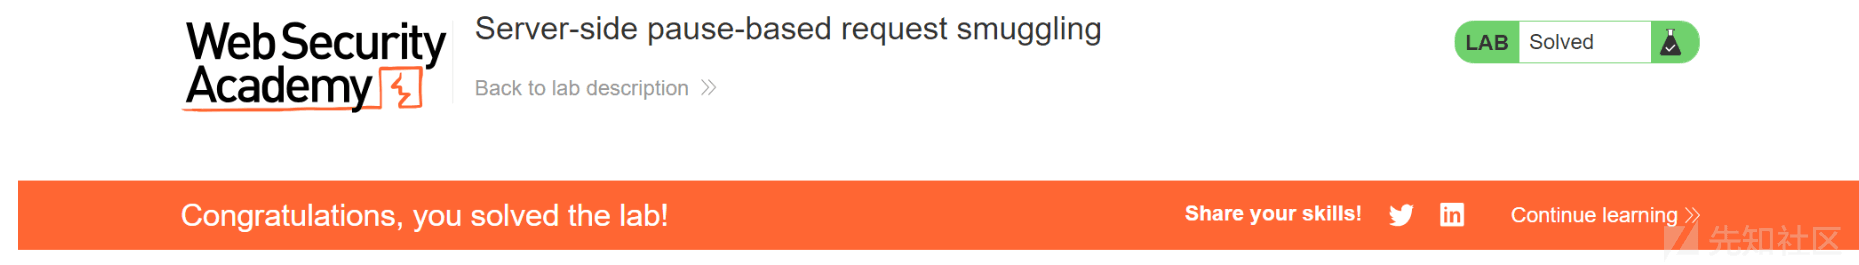 Web Security
Academy
Server-side pause-based request smuggling
Back to lab description
LAB Solved
Congratulations, you solved the lab!
Share your skills!
Continue learning
先知社区